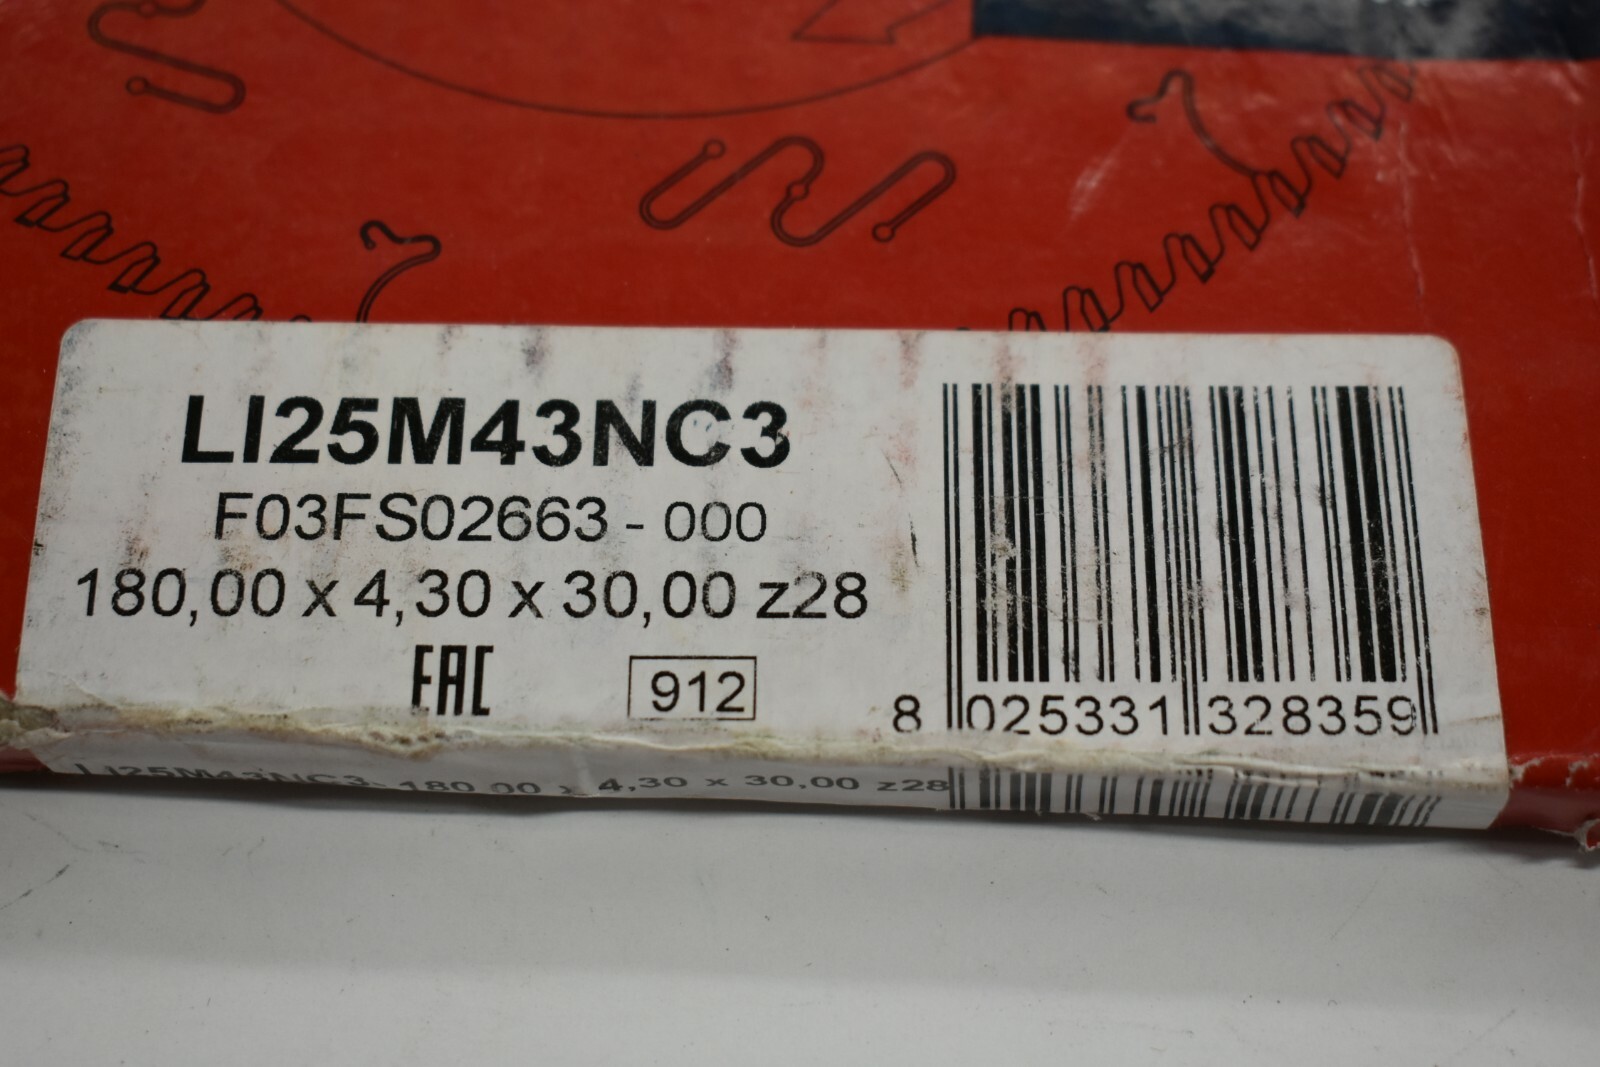 LI25M43NC3
F03FS02663 - 000
180,00 x 4,30 x 30,00 z28
EAC 912
8 025331 328359
LI25M43NC3- 180,00 x 4,30 x 30,00 z28